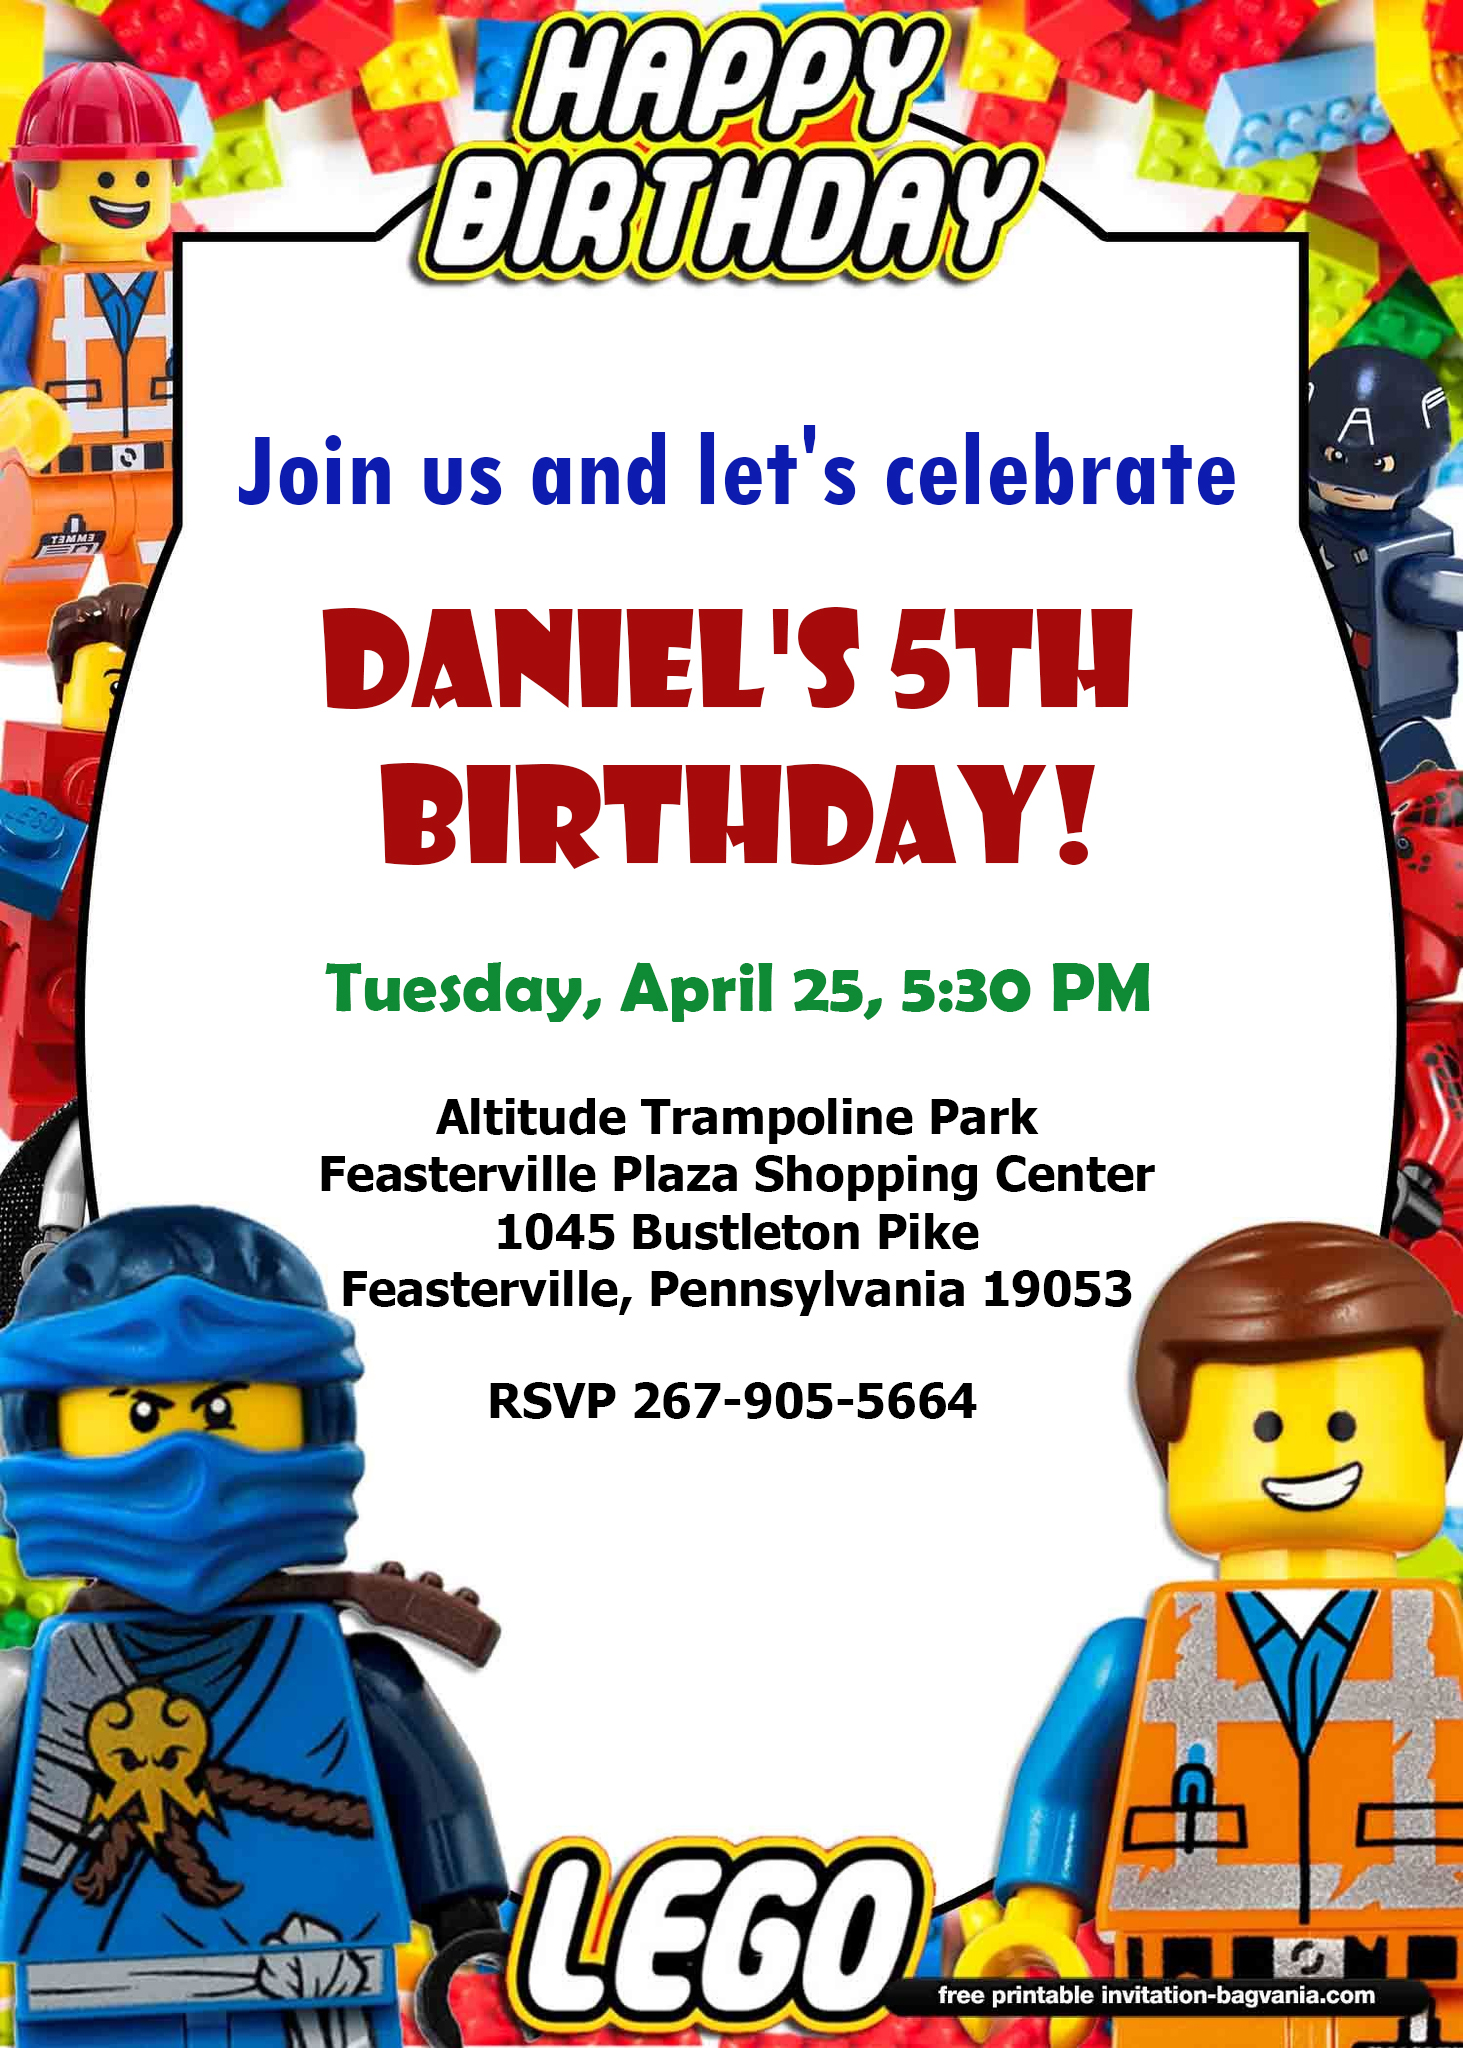 HAPPY
BIRTHDAY
Join us and let's celebrate
DANIEL'S 5TH
BIRTHDAY!
Tuesday, April 25, 5:30 PM
Altitude Trampoline Park
Feasterville Plaza Shopping Center
1045 Bustleton Pike
Feasterville, Pennsylvania 19053
RSVP 267-905-5664
EMMET
A
LEGO
LEGO
free printable invitation-bagvania.com